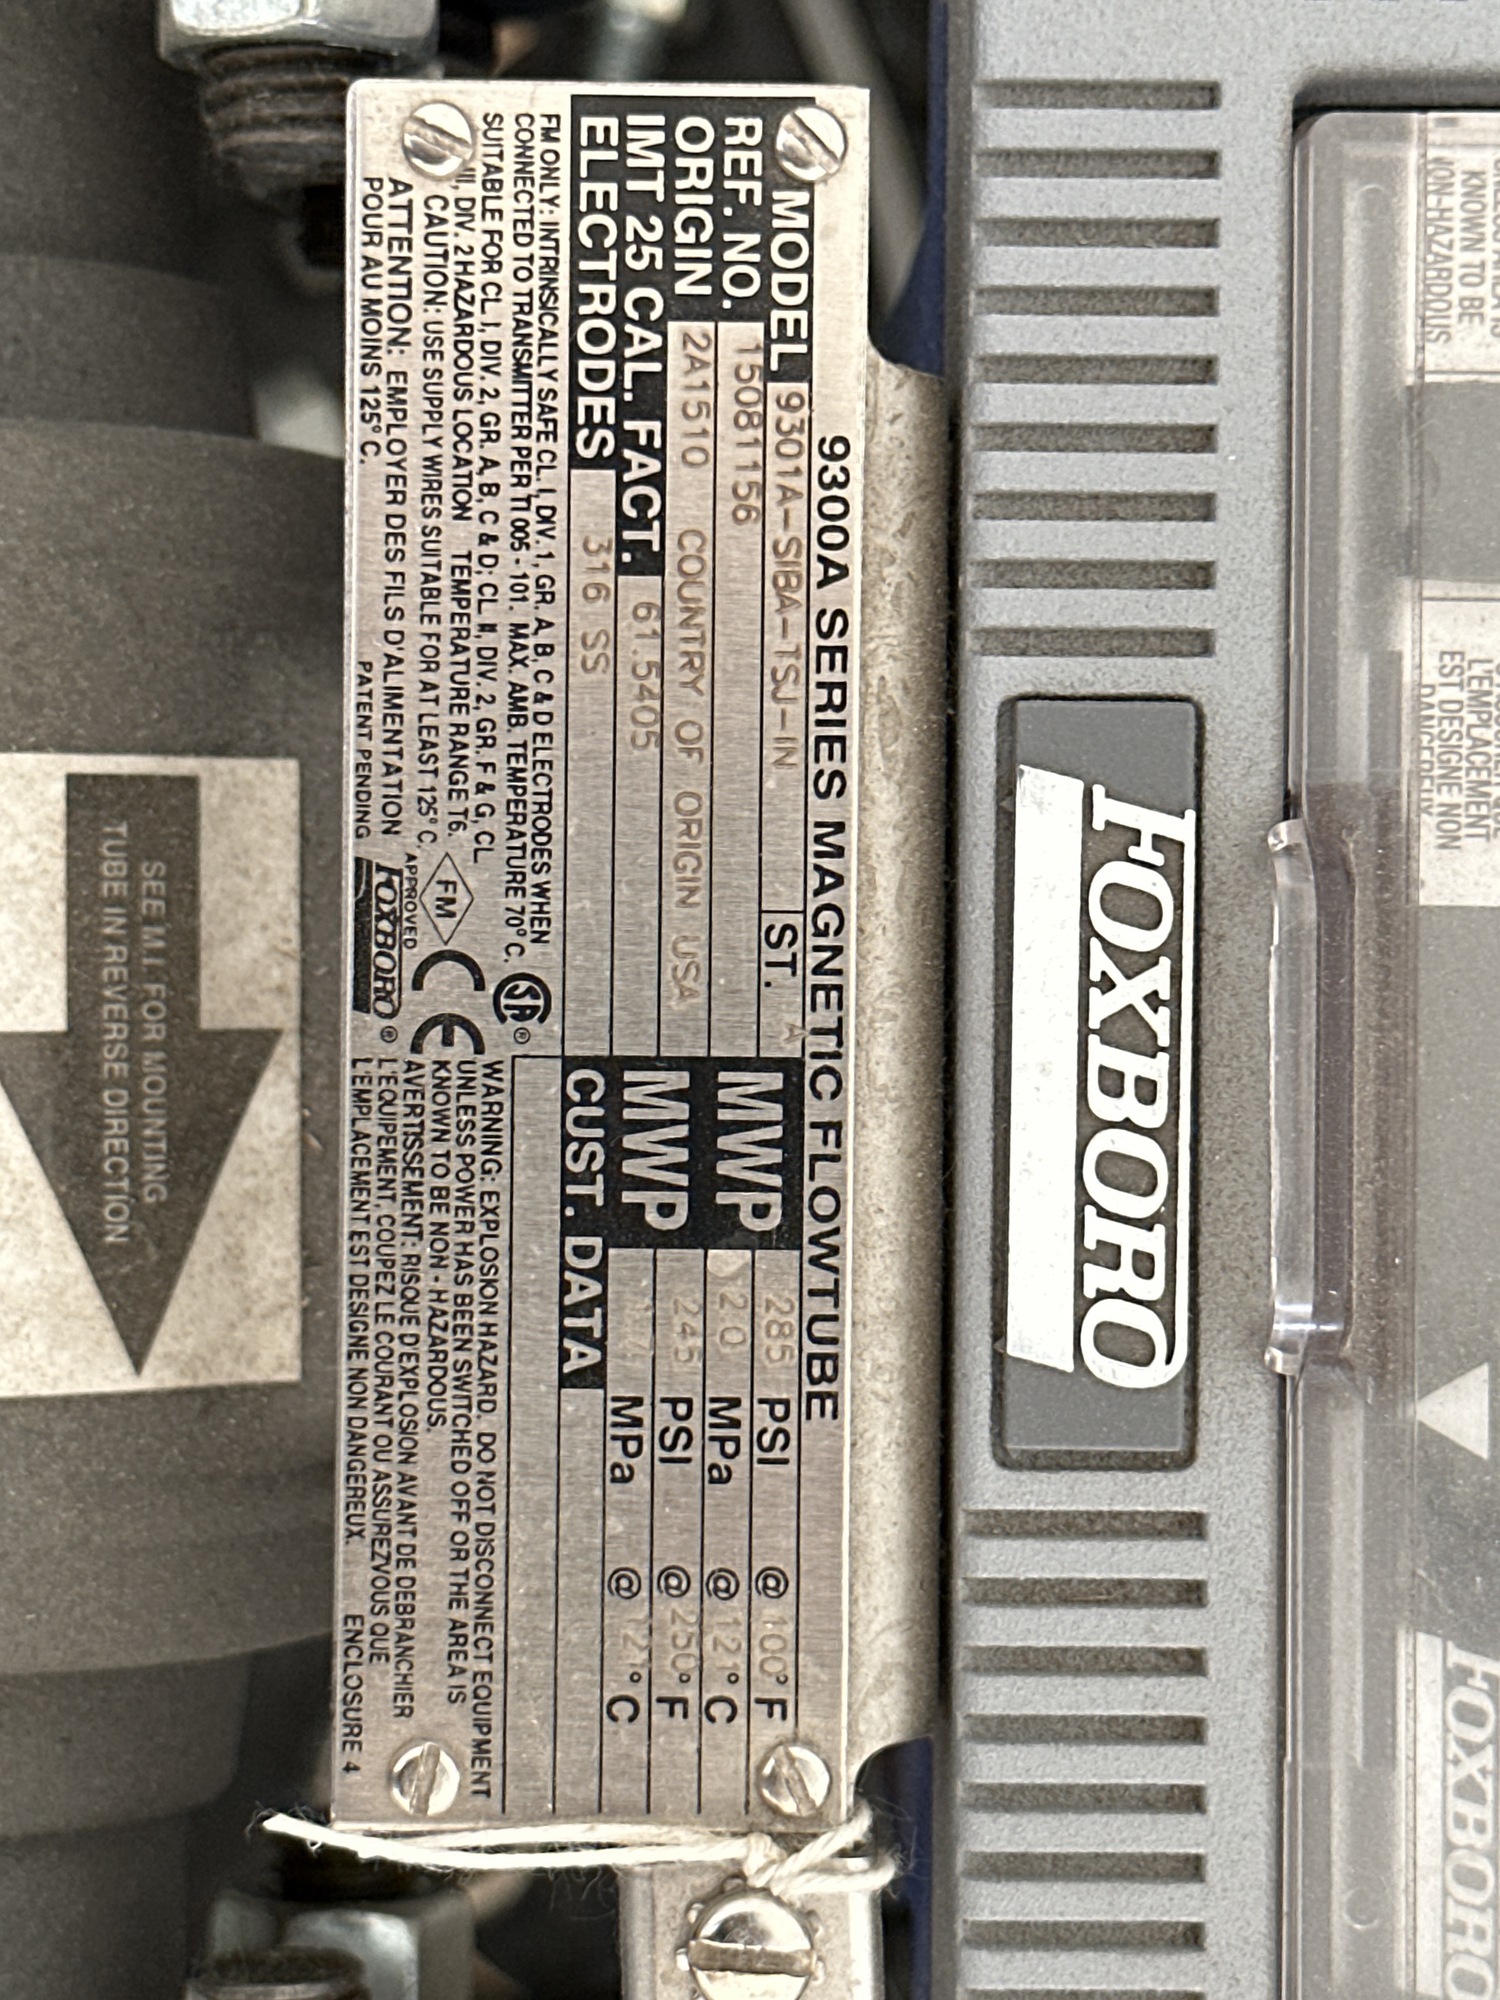 9300A SERIES MAGNETIC FLOWTUBE
MODEL 9301A-SIBA-TSJ-IN ST. A
REF. NO. 15081156
ORIGIN 2A1510 COUNTRY OF ORIGIN USA
IMT 25 CAL. FACT. 61.5405
ELECTRODES 316 SS
MWP 285 PSI @ 100° F
MPa @ 121° C
MWP 245 PSI @ 250° F
MPa @ 121° C
CUST. DATA
FM ONLY: INTRINSICALLY SAFE CL. I, DIV. 1, GR. A, B, C & D ELECTRODES WHEN
CONNECTED TO TRANSMITTER PER TI 005 - 101. MAX. AMB. TEMPERATURE 70° C.
SUITABLE FOR CL I, DIV. 2, GR. A, B, C & D; CL. II, DIV. 2, GR. F & G, CL
III, DIV. 2 HAZARDOUS LOCATION TEMPERATURE RANGE T6.
CAUTION: USE SUPPLY WIRES SUITABLE FOR AT LEAST 125° C.
ATTENTION: EMPLOYER DES FILS D'ALIMENTATION
POUR AU MOINS 125° C.
PATENT PENDING
SA®
FM
APPROVED
CE
FOXBORO®
WARNING: EXPLOSION HAZARD. DO NOT DISCONNECT EQUIPMENT
UNLESS POWER HAS BEEN SWITCHED OFF OR THE AREA IS
KNOWN TO BE NON - HAZARDOUS.
AVERTISSEMENT: RISQUE D'EXPLOSION AVANT DE DEBRANCHIER
L'EQUIPEMENT, COUPEZ LE COURANT OU ASSUREZVOUS QUE
L'EMPLACEMENT EST DESIGNE NON DANGEREUX.
ENCLOSURE 4
SEE M.I. FOR MOUNTING
TUBE IN REVERSE DIRECTION
FOXBORO
KNOWN TO BE
NON-HAZARDOUS
L'EMPLACEMENT
EST DESIGNE NON
DANGEREUX
FOXBORO